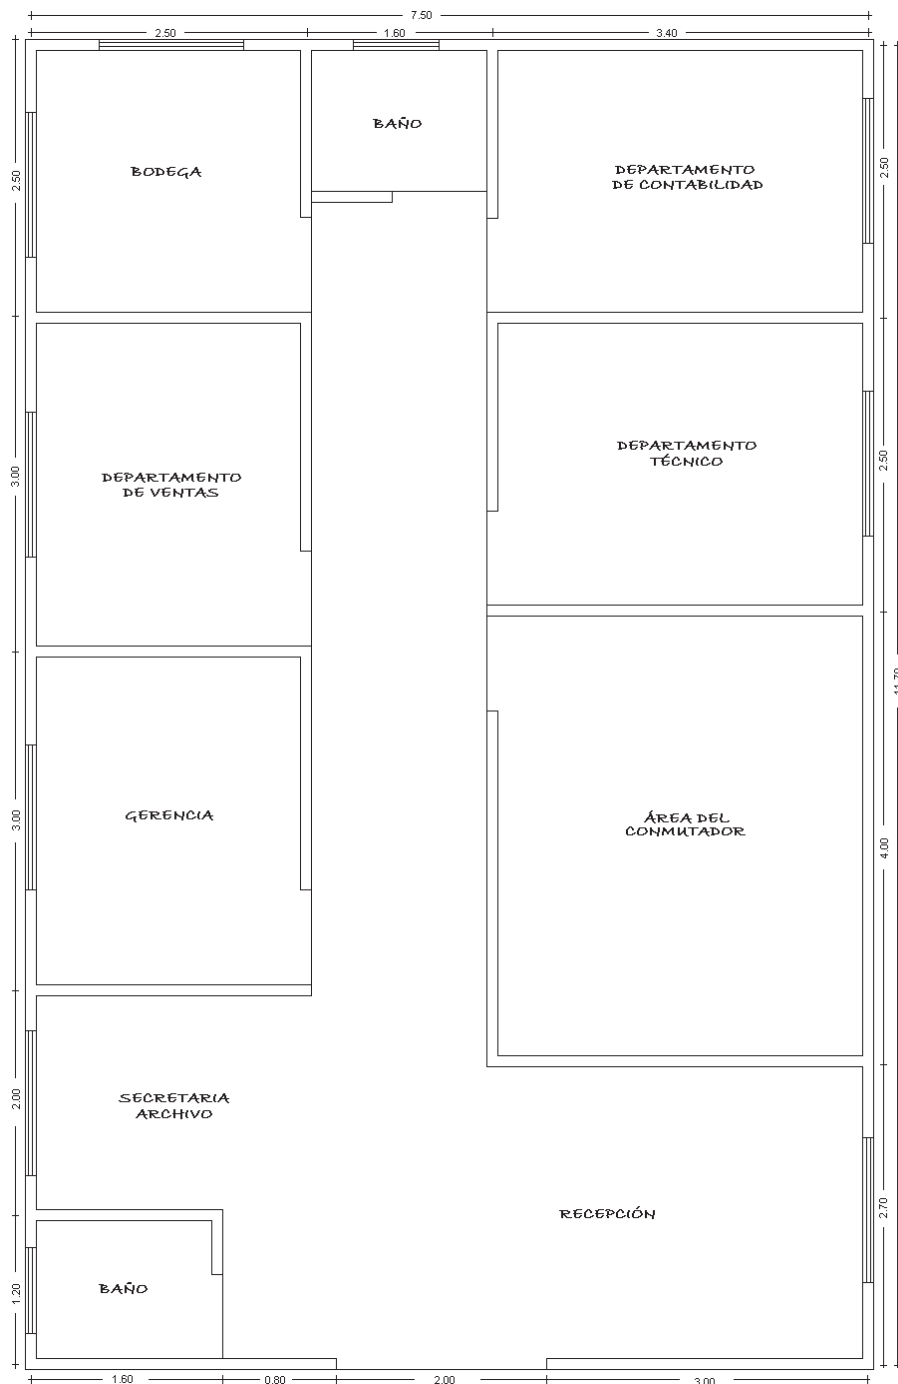 7.50
2.50
1.60
3.40
BAÑO
BODEGA
2.50
DEPARTAMENTO
DE CONTABILIDAD
2.50
DEPARTAMENTO
TÉCNICO
2.50
DEPARTAMENTO
DE VENTAS
3.00
11.70
GERENCIA
3.00
ÁREA DEL
CONMUTADOR
4.00
SECRETARIA
ARCHIVO
2.00
RECEPCIÓN
2.70
BAÑO
1.20
1.60
0.80
2.00
3.00